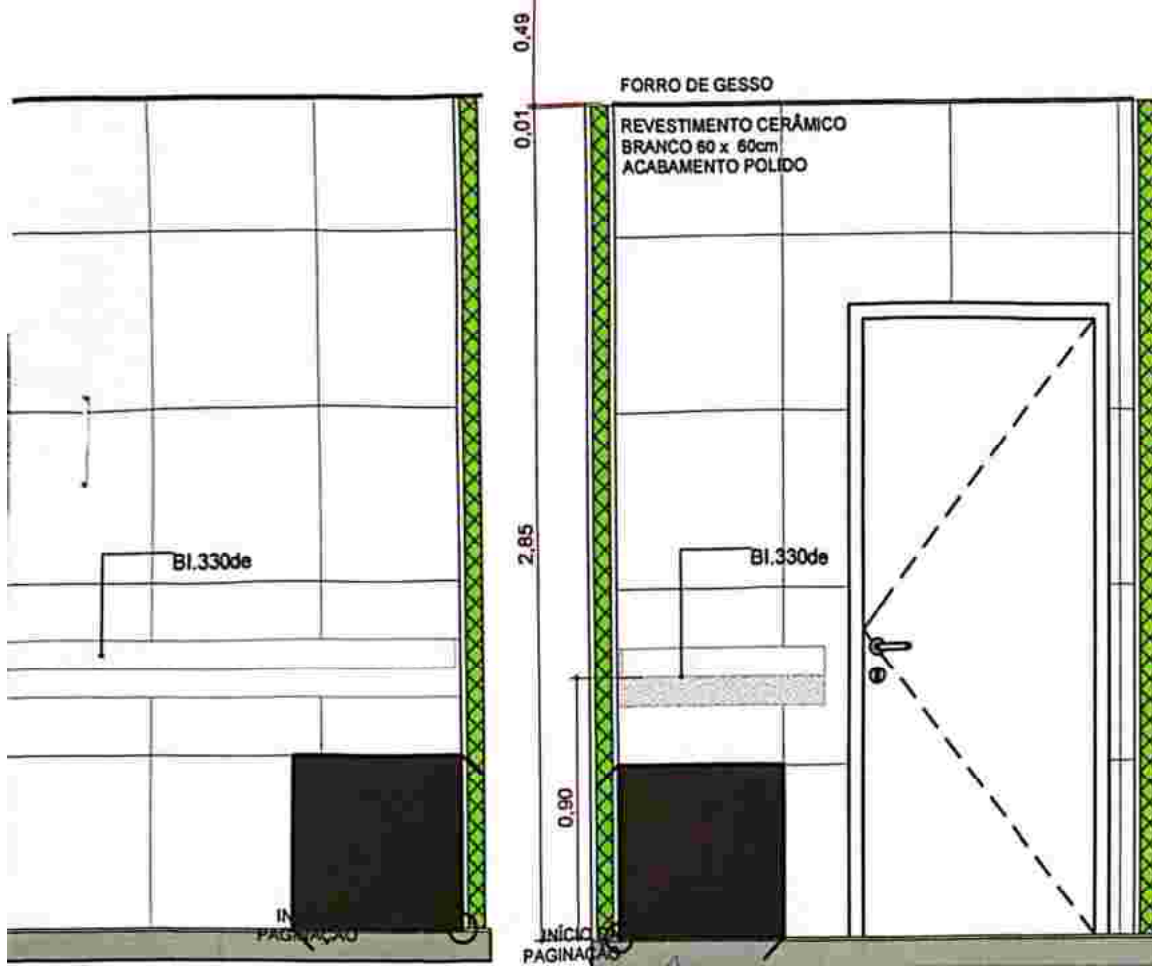 0,49
FORRO DE GESSO
0,01
REVESTIMENTO CERÂMICO
BRANCO 60 x 60cm
ACABAMENTO POLIDO
2,85
BI.330de
BI.330de
0,90
PAGINAÇÃO
INÍCIO
PAGINAÇÃO